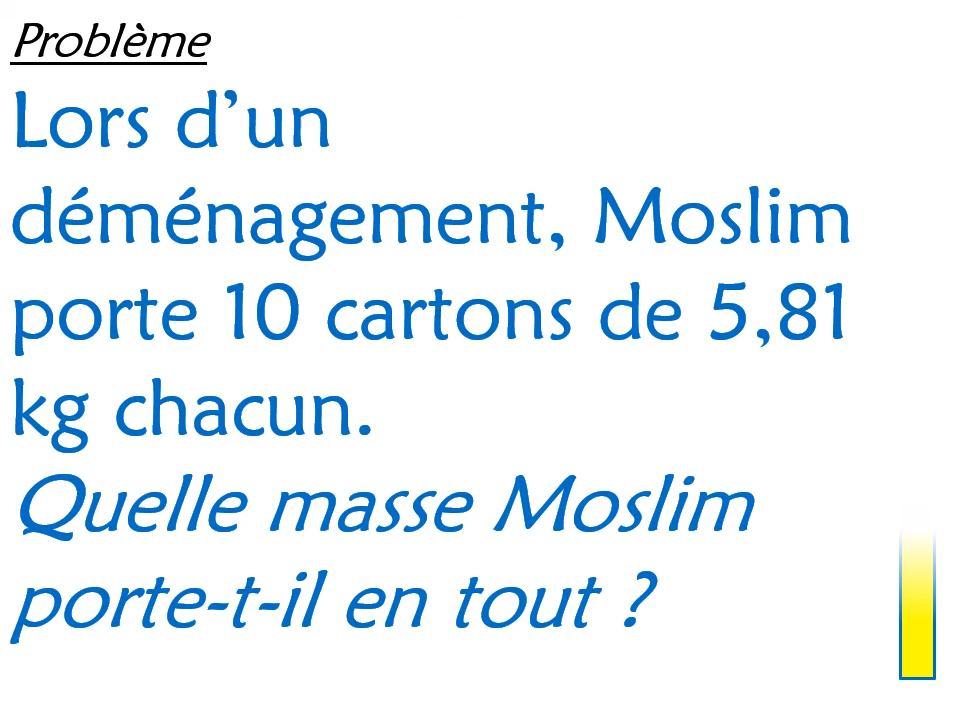 Problème
Lors d’un
déménagement, Moslim
porte 10 cartons de 5,81
kg chacun.
Quelle masse Moslim
porte-t-il en tout ?